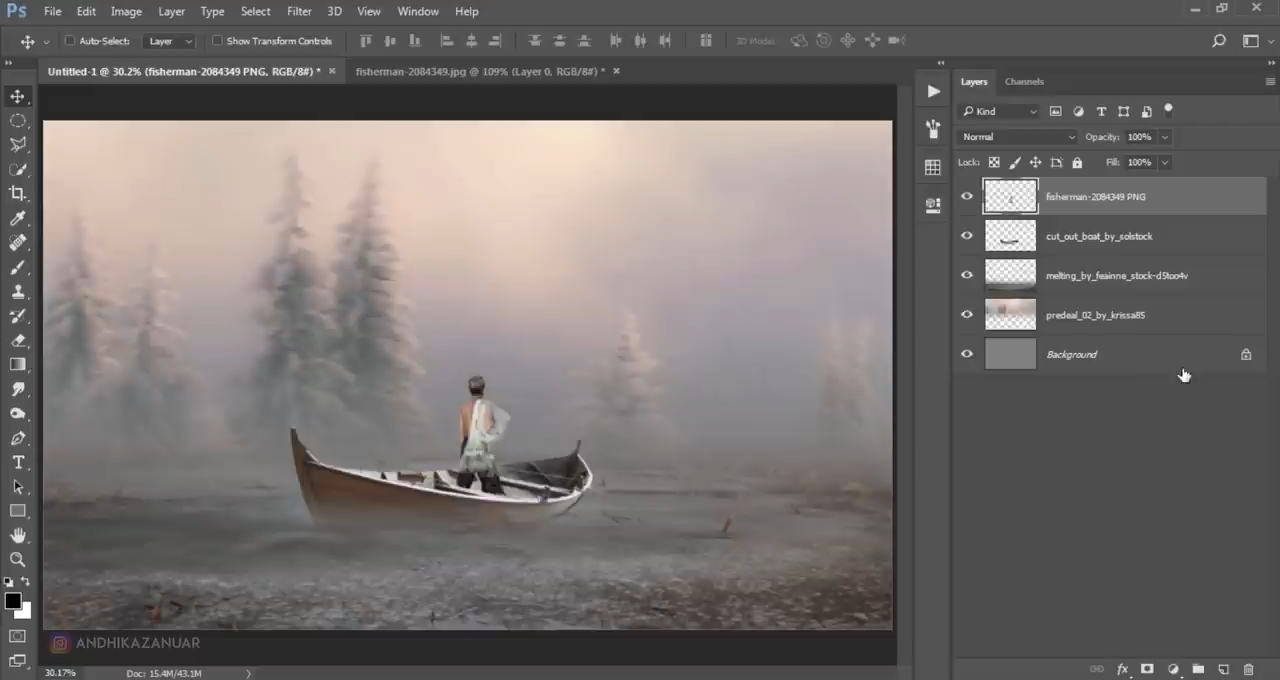 Ps File Edit Image Layer Type Select Filter 3D View Window Help
Auto-Select: Layer Show Transform Controls 3D Mode:
Untitled-1 @ 30.2% (fisherman-2084349 PNG, RGB/8#) * × fisherman-2084349.jpg @ 109% (Layer 0, RGB/8#) * ×
Layers Channels
Kind
Normal Opacity: 100%
Lock: Fill: 100%
fisherman-2084349 PNG
cut_out_boat_by_solstock
melting_by_feainne_stock-d5too4v
predeal_02_by_krissa85
Background
ANDHIKAZANUAR
30.17% Doc: 15.4M/43.1M
fx